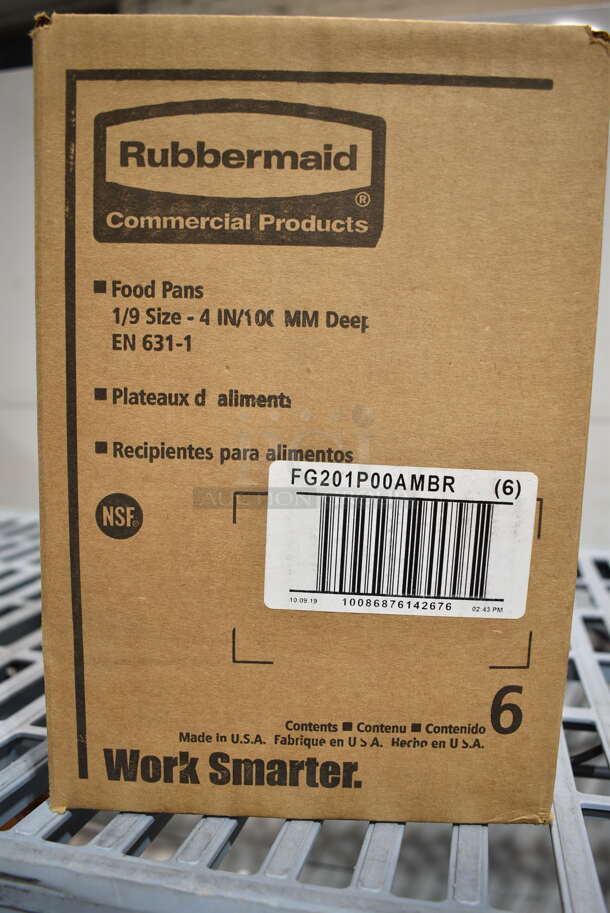 Rubbermaid
®
Commercial Products
Food Pans
1/9 Size - 4 IN/100 MM Deep
EN 631-1
Plateaux d aliments
Recipientes para alimentos
NSF®
FG201P00AMBR (6)
10.09.19 10086876142676 02:43 PM
Contents ■ Contenu ■ Contenido 6
Made in U.S.A. Fabrique en U S A. Hecho en U S.A.
Work Smarter.